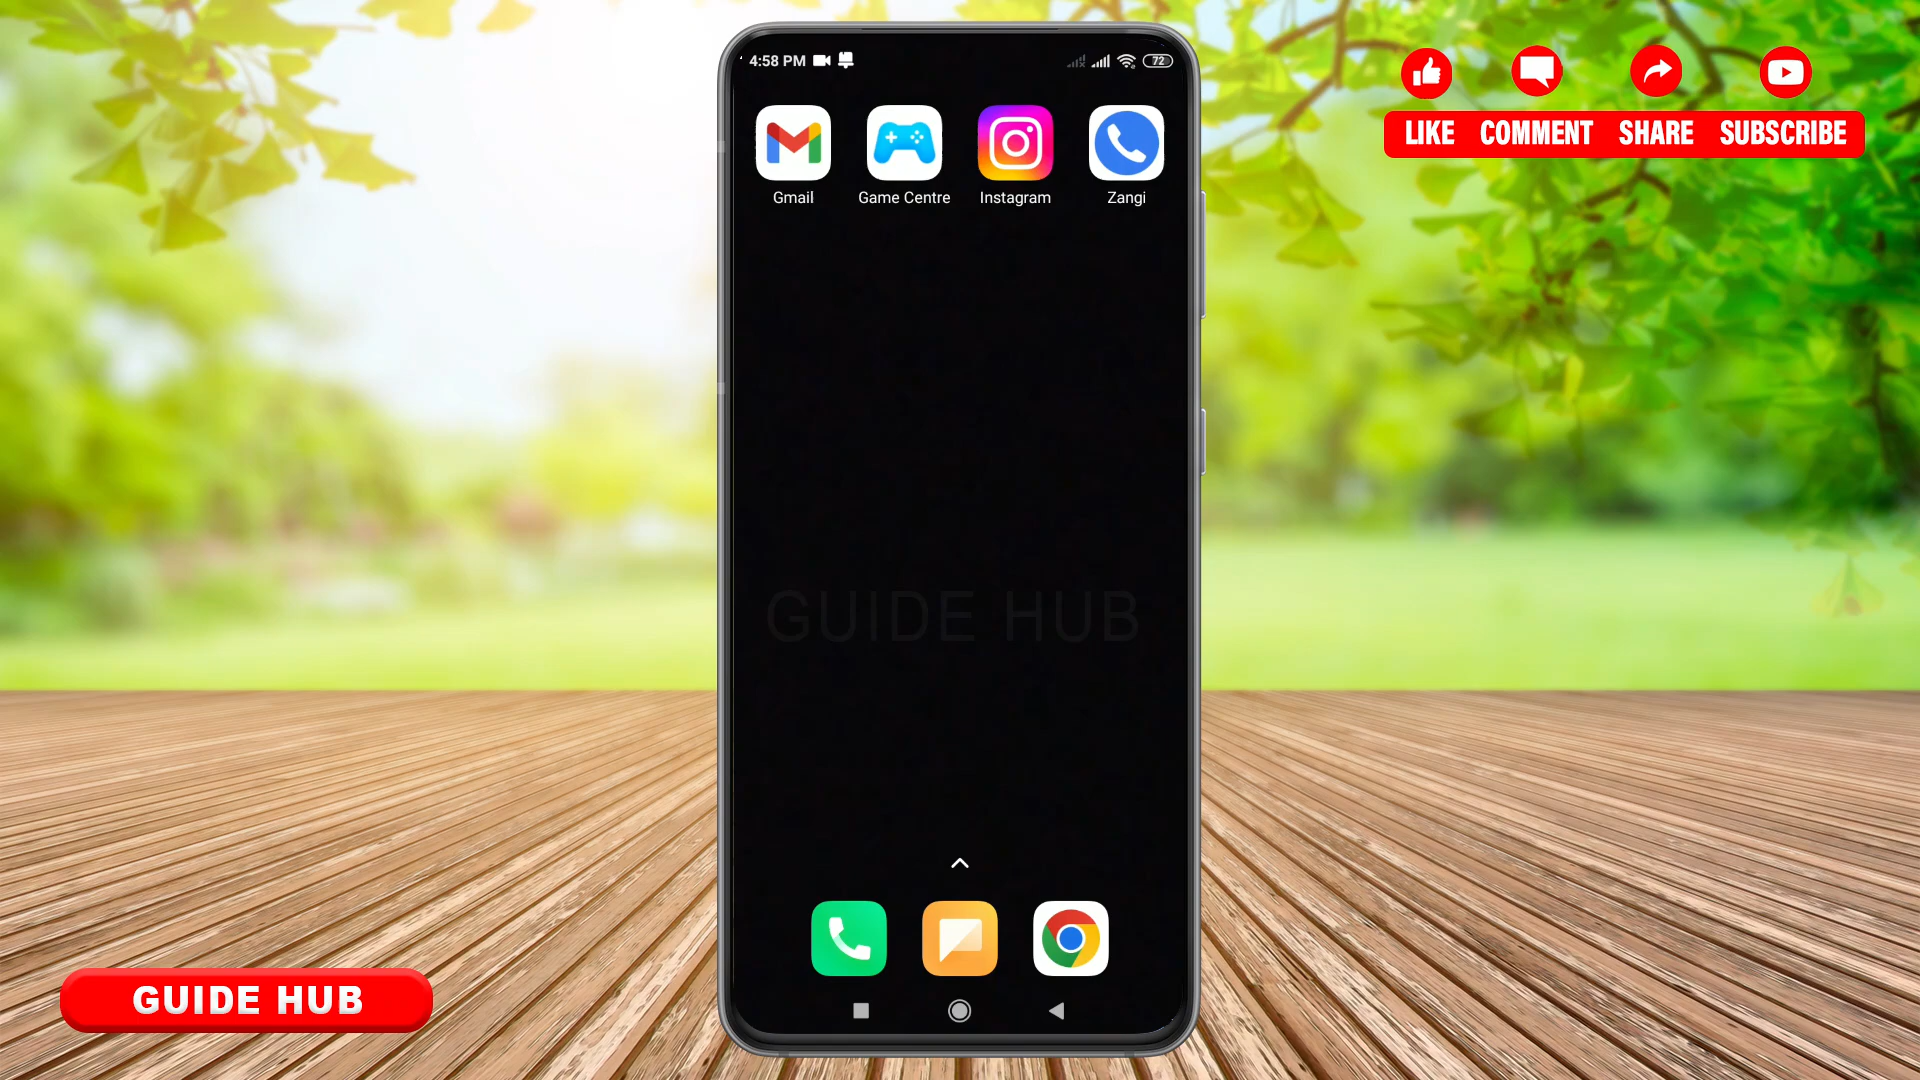 4:58 PM 72
Gmail Game Centre Instagram Zangi
LIKE COMMENT SHARE SUBSCRIBE
GUIDE HUB
GUIDE HUB